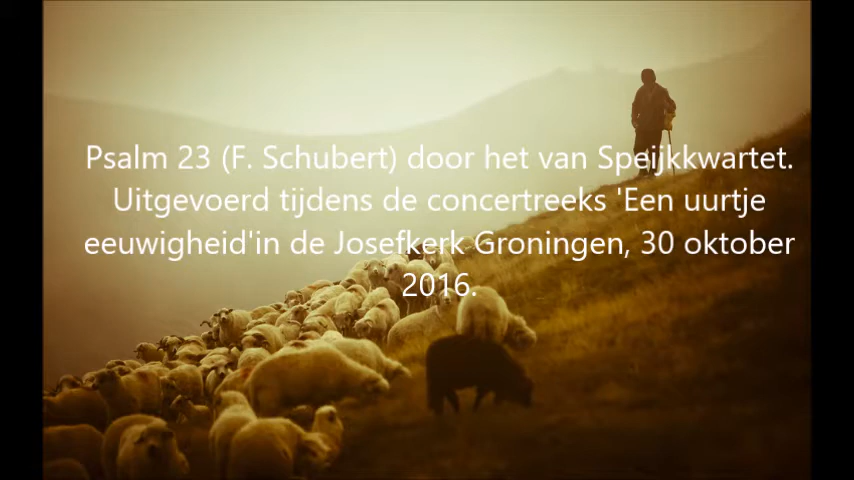 Psalm 23 (F. Schubert) door het van Speijkkwartet.
Uitgevoerd tijdens de concertreeks 'Een uurtje
eeuwigheid'in de Josefkerk Groningen, 30 oktober
2016.